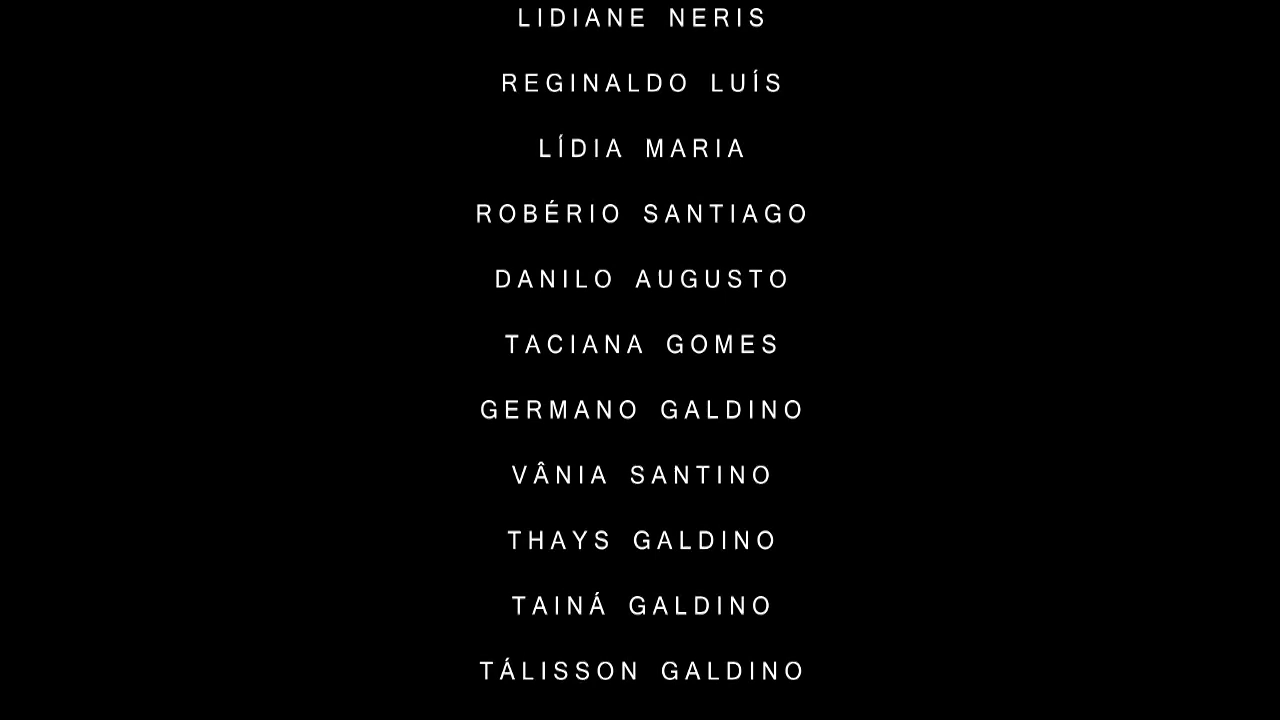 LIDIANE NERIS
REGINALDO LUÍS
LÍDIA MARIA
ROBÉRIO SANTIAGO
DANILO AUGUSTO
TACIANA GOMES
GERMANO GALDINO
VÂNIA SANTINO
THAYS GALDINO
TAINÁ GALDINO
TÁLISSON GALDINO